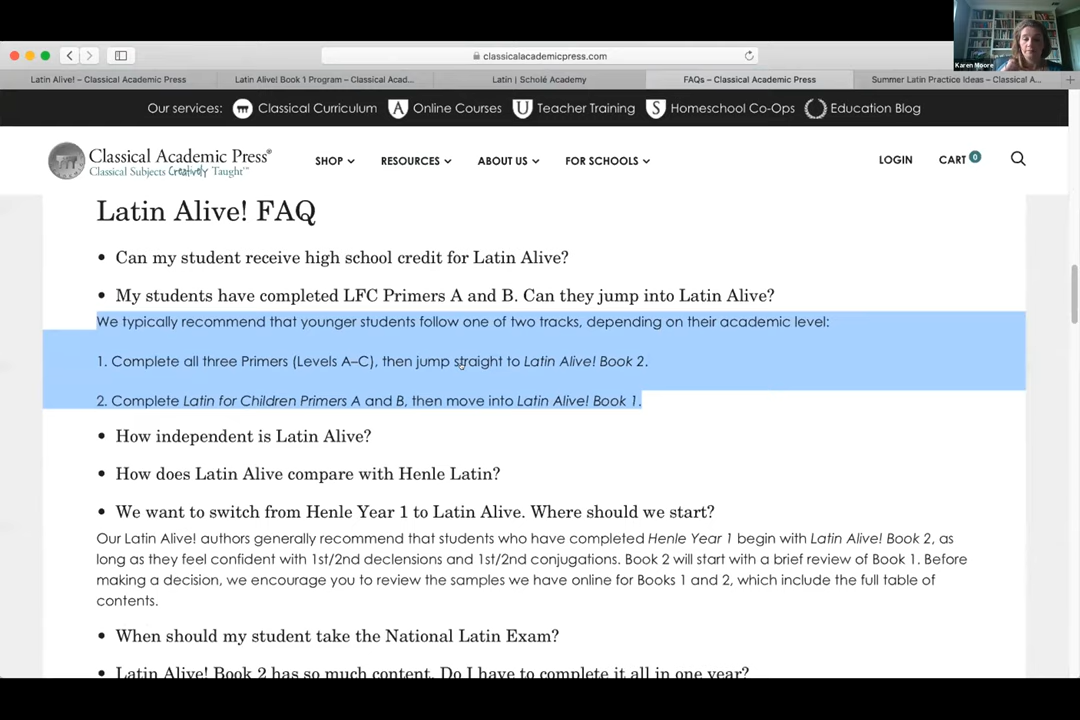 Karen Moore
classicalacademicpress.com
Latin Alive! – Classical Academic Press
Latin Alive! Book 1 Program – Classical Acad...
Latin | Scholé Academy
FAQs – Classical Academic Press
Summer Latin Practice Ideas – Classical A...
Our services: Classical Curriculum A Online Courses U Teacher Training S Homeschool Co-Ops Education Blog
Classical Academic Press®
Classical Subjects Creatively Taught™
SHOP RESOURCES ABOUT US FOR SCHOOLS LOGIN CART 0
Latin Alive! FAQ
• Can my student receive high school credit for Latin Alive?
• My students have completed LFC Primers A and B. Can they jump into Latin Alive?
We typically recommend that younger students follow one of two tracks, depending on their academic level:
1. Complete all three Primers (Levels A–C), then jump straight to Latin Alive! Book 2.
2. Complete Latin for Children Primers A and B, then move into Latin Alive! Book 1.
• How independent is Latin Alive?
• How does Latin Alive compare with Henle Latin?
• We want to switch from Henle Year 1 to Latin Alive. Where should we start?
Our Latin Alive! authors generally recommend that students who have completed Henle Year 1 begin with Latin Alive! Book 2, as
long as they feel confident with 1st/2nd declensions and 1st/2nd conjugations. Book 2 will start with a brief review of Book 1. Before
making a decision, we encourage you to review the samples we have online for Books 1 and 2, which include the full table of
contents.
• When should my student take the National Latin Exam?
• Latin Alive! Book 2 has so much content. Do I have to complete it all in one year?